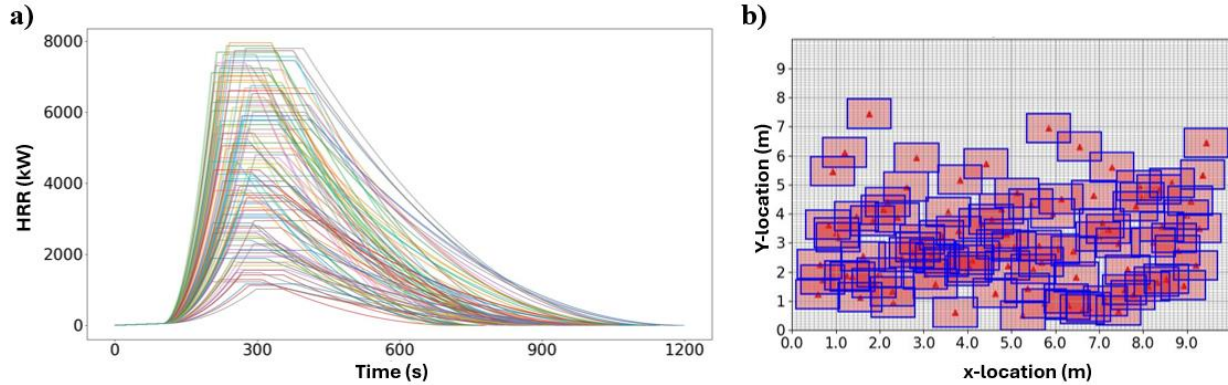 a)
HRR (kW)
8000
6000
4000
2000
0
0 300 600 900 1200
Time (s)
b)
Y-location (m)
9
8
7
6
5
4
3
2
1
0
0.0 1.0 2.0 3.0 4.0 5.0 6.0 7.0 8.0 9.0
x-location (m)